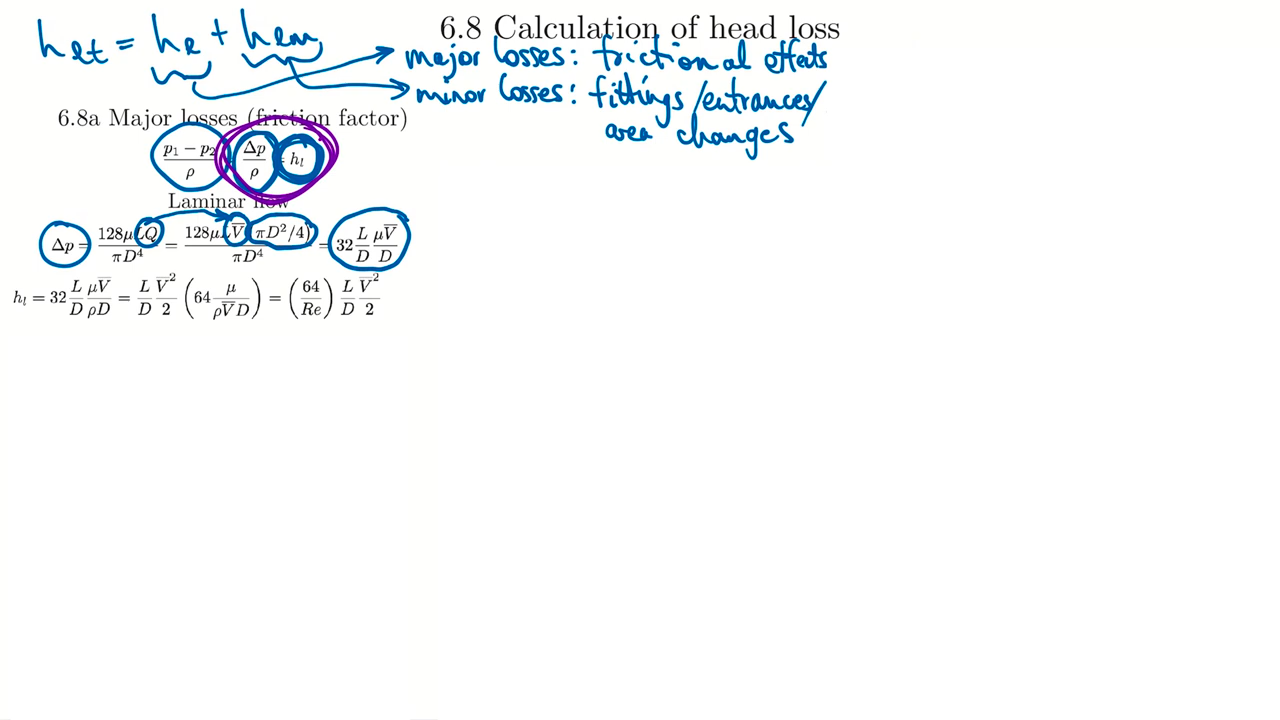 6.8 Calculation of head loss
h_lt = h_l + h_lm
major losses: frictional effects
minor losses: fittings/entrances/
area changes
6.8a Major losses (friction factor)
(p₁ − p₂)/ρ = Δp/ρ = h_l
Laminar flow
Δp = 128μLQ/πD⁴ = 128μLV̅(πD²/4)/πD⁴ = 32 L/D μV̅/D
h_l = 32 L/D μV̅/ρD = L/D V̅²/2 (64 μ/ρV̅D) = (64/Re) L/D V̅²/2